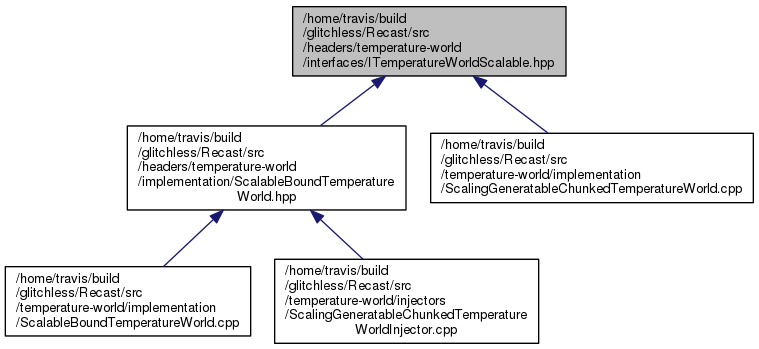 /home/travis/build
/glitchless/Recast/src
/headers/temperature-world
/interfaces/ITemperatureWorldScalable.hpp
/home/travis/build
/glitchless/Recast/src
/headers/temperature-world
/implementation/ScalableBoundTemperature
World.hpp
/home/travis/build
/glitchless/Recast/src
/temperature-world/implementation
/ScalingGeneratableChunkedTemperatureWorld.cpp
/home/travis/build
/glitchless/Recast/src
/temperature-world/implementation
/ScalableBoundTemperatureWorld.cpp
/home/travis/build
/glitchless/Recast/src
/temperature-world/injectors
/ScalingGeneratableChunkedTemperature
WorldInjector.cpp